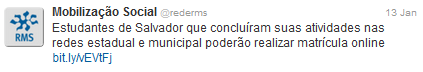 Mobilização Social @rederms 13 Jan
Estudantes de Salvador que concluíram suas atividades nas
redes estadual e municipal poderão realizar matrícula online
bit.ly/vEVtFj
RMS